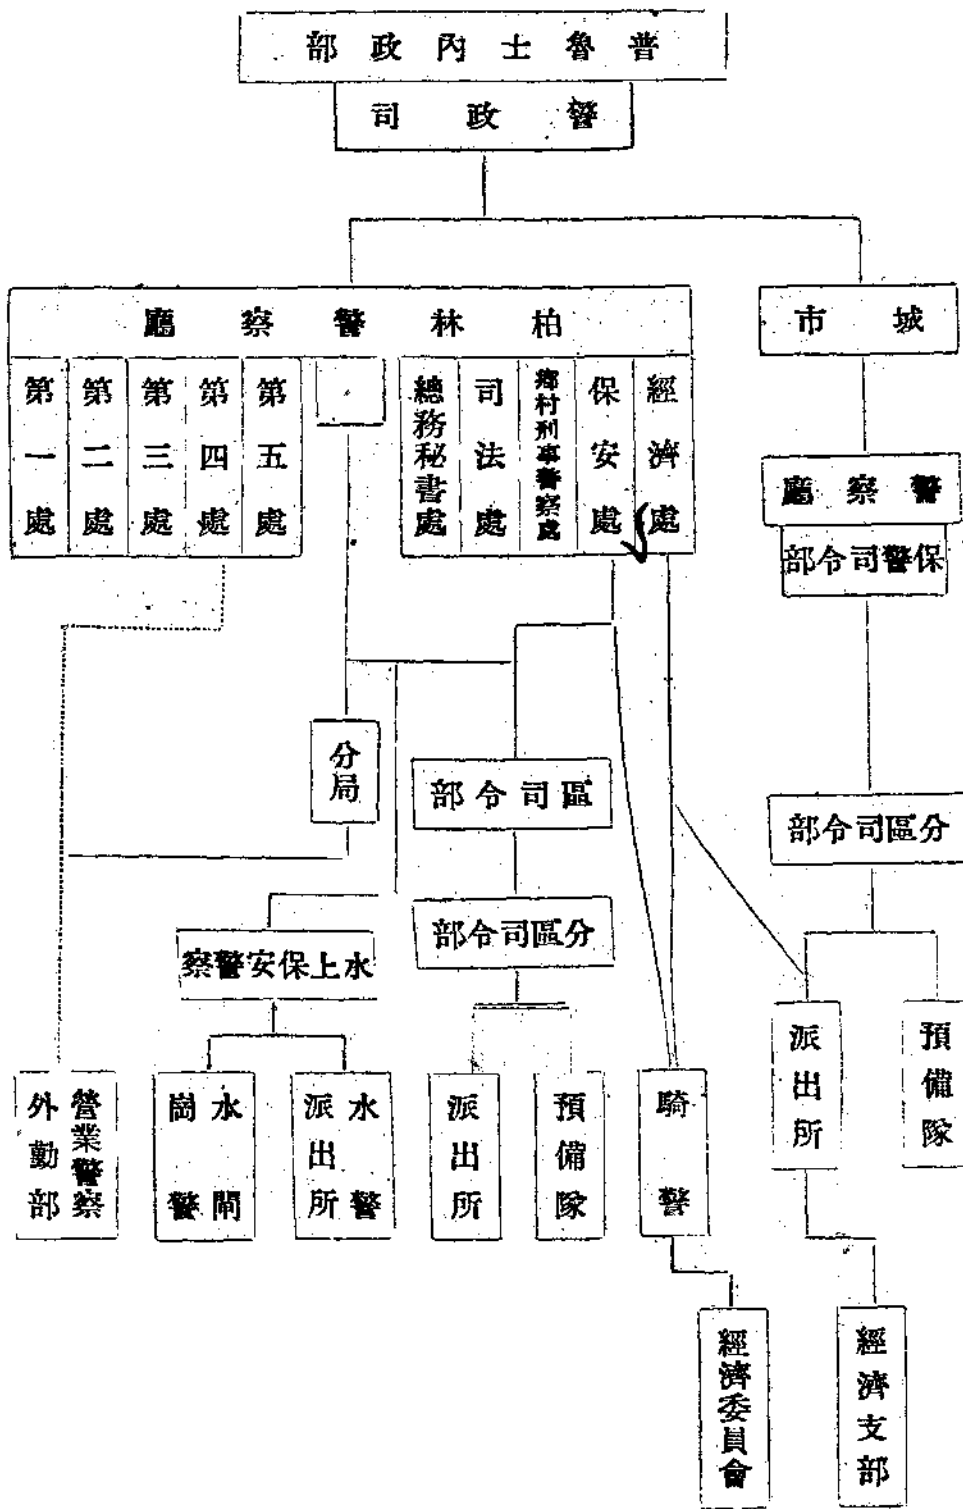 普魯士內政部
警政司
柏林警察廳
城市
經濟處
保安處
鄉村刑事警察處
司法處
總務秘書處
第五處
第四處
第三處
第二處
第一處
警察廳
保警司令部
分局
區司令部
分區司令部
分區司令部
水上保安警察
預備隊
派出所
騎警
預備隊
派出所
水警
派出所
水閘
崗警
營業警察
外勤部
經濟支部
經濟委員會